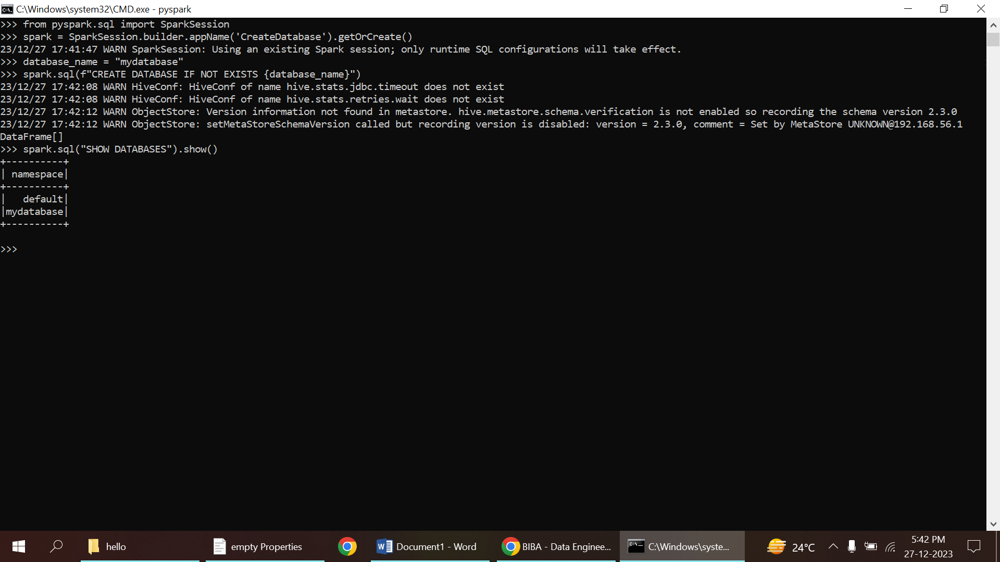 C:\Windows\system32\CMD.exe - pyspark
>>> from pyspark.sql import SparkSession
>>> spark = SparkSession.builder.appName('CreateDatabase').getOrCreate()
23/12/27 17:41:47 WARN SparkSession: Using an existing Spark session; only runtime SQL configurations will take effect.
>>> database_name = "mydatabase"
>>> spark.sql(f"CREATE DATABASE IF NOT EXISTS {database_name}")
23/12/27 17:42:08 WARN HiveConf: HiveConf of name hive.stats.jdbc.timeout does not exist
23/12/27 17:42:08 WARN HiveConf: HiveConf of name hive.stats.retries.wait does not exist
23/12/27 17:42:12 WARN ObjectStore: Version information not found in metastore. hive.metastore.schema.verification is not enabled so recording the schema version 2.3.0
23/12/27 17:42:12 WARN ObjectStore: setMetaStoreSchemaVersion called but recording version is disabled: version = 2.3.0, comment = Set by MetaStore UNKNOWN@192.168.56.1
DataFrame[]
>>> spark.sql("SHOW DATABASES").show()
+----------+
| namespace|
+----------+
|   default|
|mydatabase|
+----------+
>>>
hello
empty Properties
Document1 - Word
BIBA - Data Enginee...
C:\Windows\syste...
24°C
5:42 PM
27-12-2023